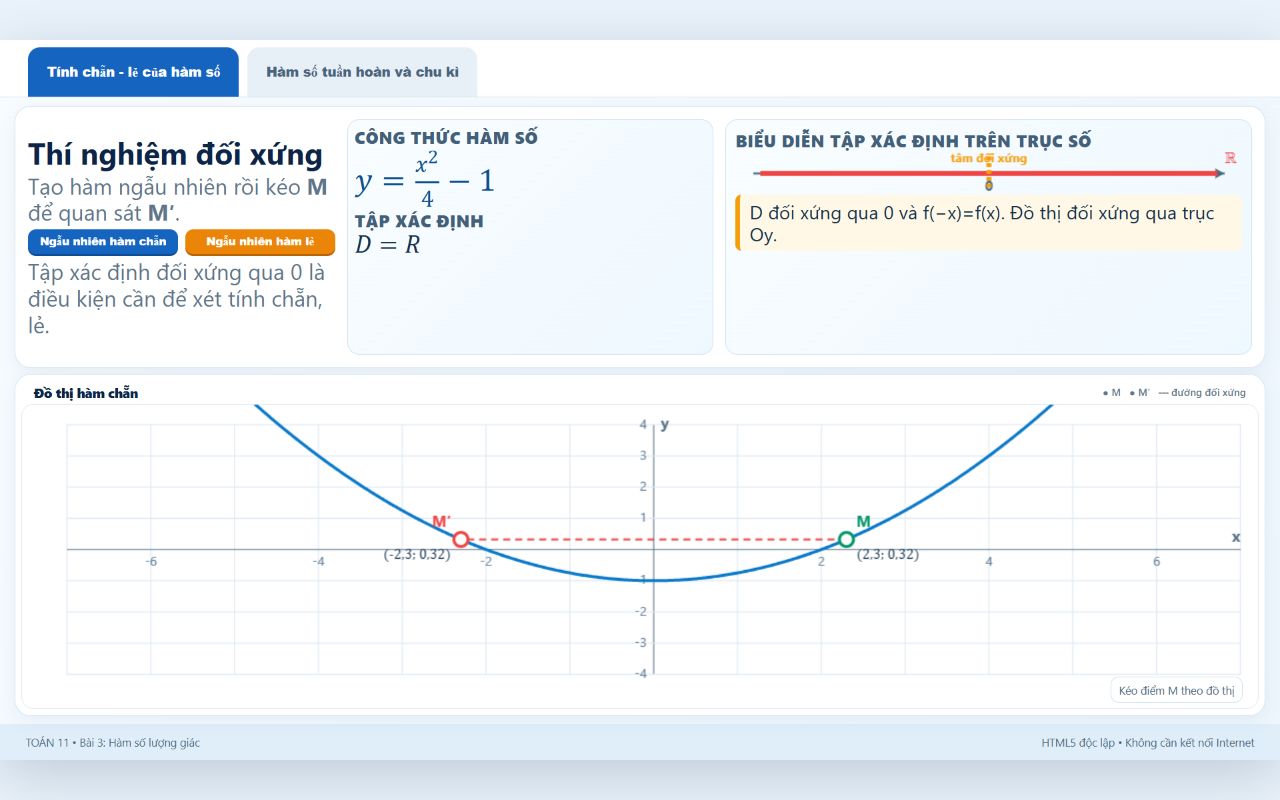 Tính chẵn - lẻ của hàm số
Hàm số tuần hoàn và chu kì
Thí nghiệm đối xứng
Tạo hàm ngẫu nhiên rồi kéo M
để quan sát M′.
Ngẫu nhiên hàm chẵn
Ngẫu nhiên hàm lẻ
Tập xác định đối xứng qua 0 là
điều kiện cần để xét tính chẵn,
lẻ.
CÔNG THỨC HÀM SỐ
y = x²/4 − 1
TẬP XÁC ĐỊNH
D = R
BIỂU DIỄN TẬP XÁC ĐỊNH TRÊN TRỤC SỐ
tâm đối xứng
ℝ
0
D đối xứng qua 0 và f(−x)=f(x). Đồ thị đối xứng qua trục
Oy.
Đồ thị hàm chẵn
● M ● M′ — đường đối xứng
4 y
3
2
1
M′
M
x
(-2,3; 0,32)
(2,3; 0,32)
-6 -4 -2 2 4 6
-1
-2
-3
-4
Kéo điểm M theo đồ thị
TOÁN 11 • Bài 3: Hàm số lượng giác
HTML5 độc lập • Không cần kết nối Internet